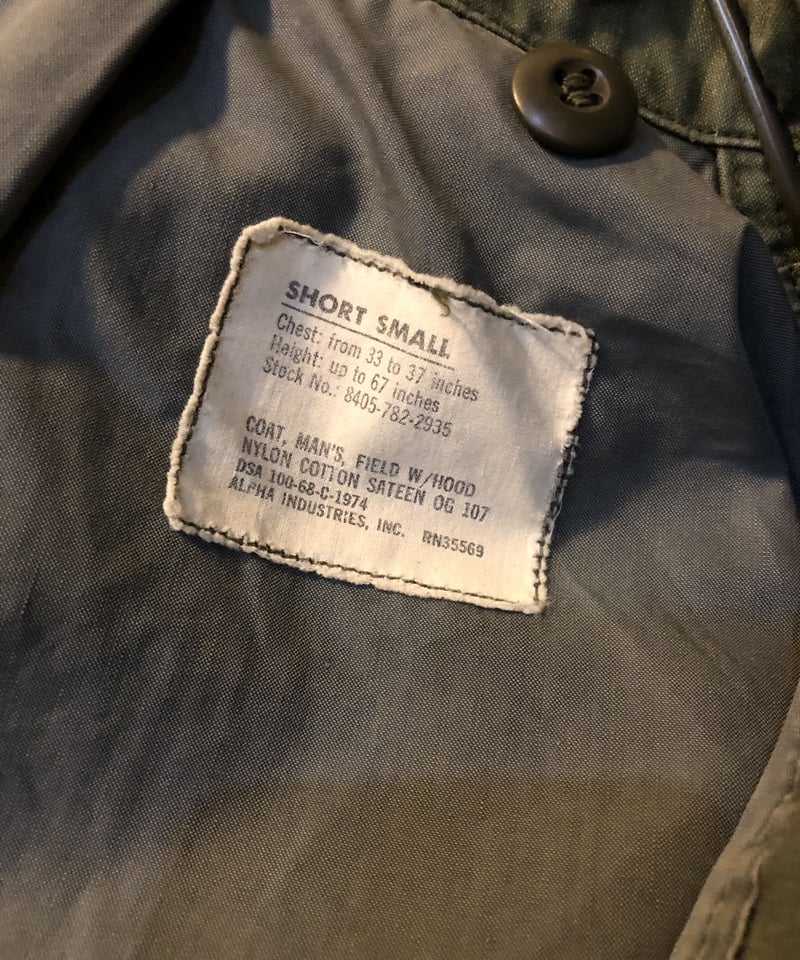 SHORT SMALL
Chest: from 33 to 37 inches
Height: up to 67 inches
Stock No.: 8405-782-2935
COAT, MAN'S, FIELD W/HOOD
NYLON COTTON SATEEN OG 107
DSA 100-68-C-1974
ALPHA INDUSTRIES, INC. RN35569